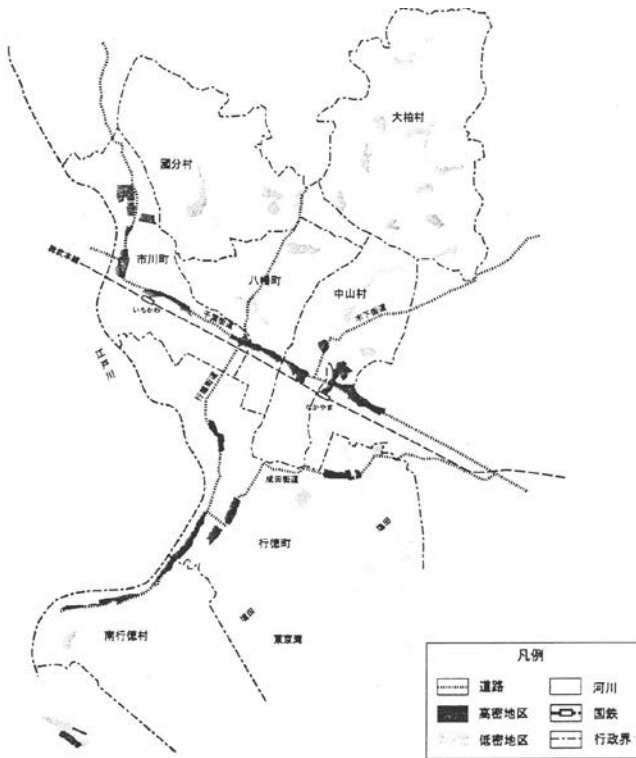 大柏村
國分村
市川町
総武本線
八幡町
中山村
千葉街道
木下街道
いちかわ
江戸川
行徳街道
なかやま
成田街道
行徳町
塩田
塩田
南行徳村
東京湾
凡例
道路
河川
高密地区
国鉄
低密地区
行政界